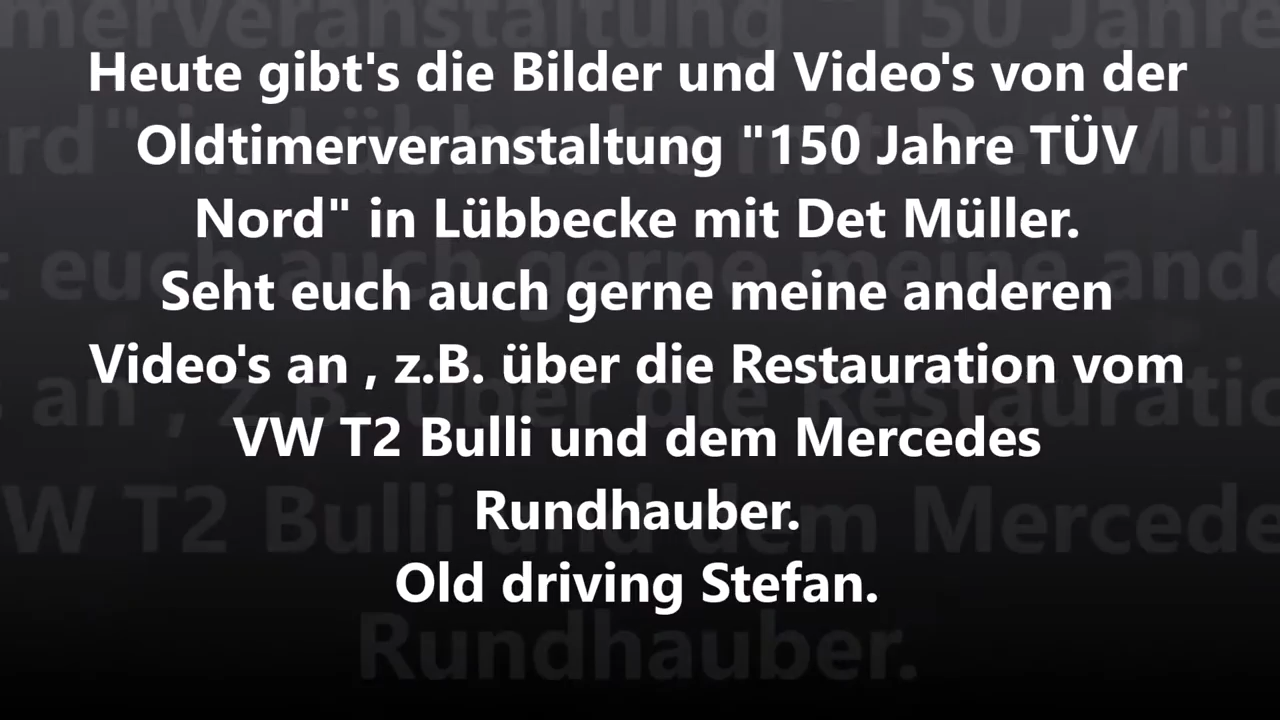 Heute gibt's die Bilder und Video's von der
Oldtimerveranstaltung "150 Jahre TÜV
Nord" in Lübbecke mit Det Müller.
Seht euch auch gerne meine anderen
Video's an , z.B. über die Restauration vom
VW T2 Bulli und dem Mercedes
Rundhauber.
Old driving Stefan.